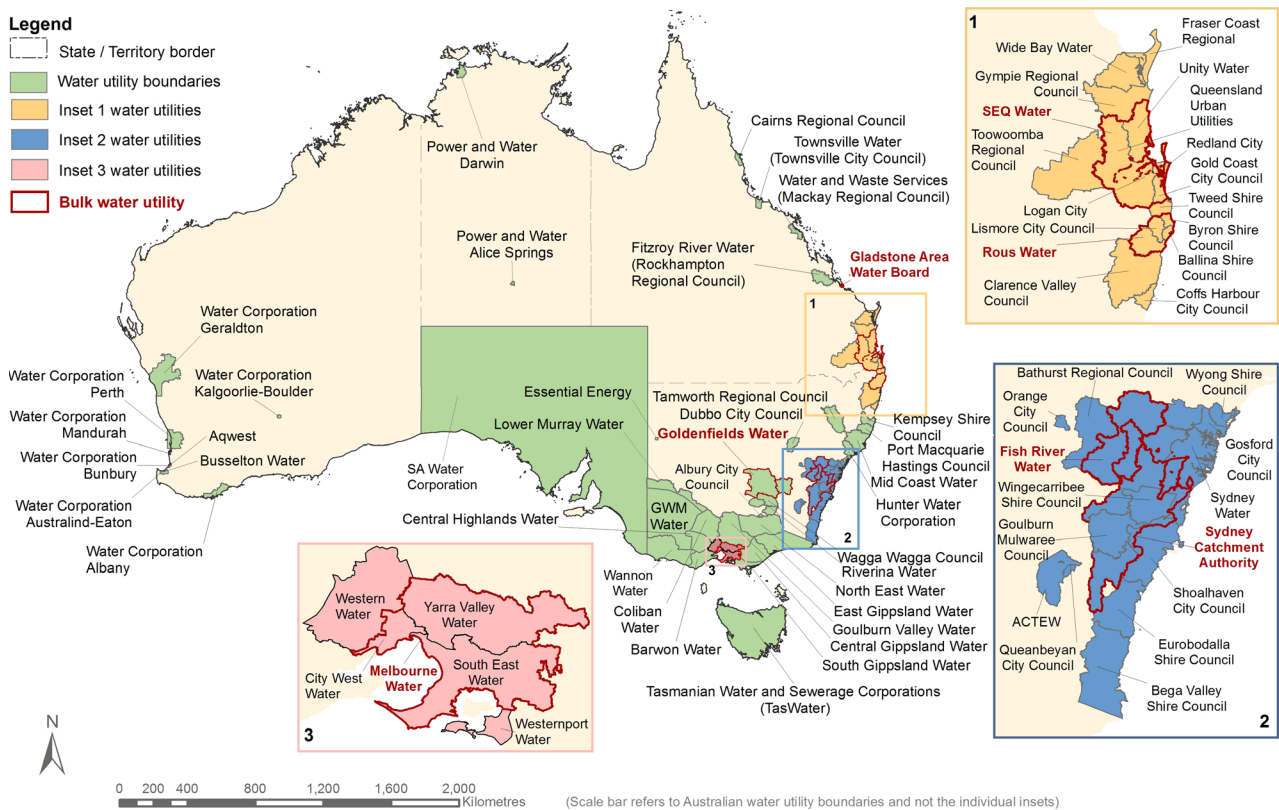 Legend
State / Territory border
Water utility boundaries
Inset 1 water utilities
Inset 2 water utilities
Inset 3 water utilities
Bulk water utility
Power and Water
Darwin
Power and Water
Alice Springs
Cairns Regional Council
Townsville Water
(Townsville City Council)
Water and Waste Services
(Mackay Regional Council)
Fitzroy River Water
(Rockhampton
Regional Council)
Gladstone Area
Water Board
1
Water Corporation
Geraldton
Water Corporation
Perth
Water Corporation
Kalgoorlie-Boulder
Water Corporation
Mandurah
Aqwest
Water Corporation
Bunbury
Busselton Water
Water Corporation
Australind-Eaton
Water Corporation
Albany
SA Water
Corporation
Essential Energy
Lower Murray Water
Tamworth Regional Council
Dubbo City Council
Goldenfields Water
Albury City
Council
GWM
Water
Central Highlands Water
Kempsey Shire
Council
Port Macquarie
Hastings Council
Mid Coast Water
Hunter Water
Corporation
2
3
Wagga Wagga Council
Riverina Water
North East Water
East Gippsland Water
Goulburn Valley Water
Central Gippsland Water
South Gippsland Water
Wannon
Water
Coliban
Water
Barwon Water
Tasmanian Water and Sewerage Corporations
(TasWater)
1
Fraser Coast
Regional
Wide Bay Water
Unity Water
Gympie Regional
Council
Queensland
Urban
Utilities
SEQ Water
Toowoomba
Regional
Council
Redland City
Gold Coast
City Council
Logan City
Tweed Shire
Council
Lismore City Council
Byron Shire
Council
Rous Water
Ballina Shire
Council
Clarence Valley
Council
Coffs Harbour
City Council
Bathurst Regional Council
Wyong Shire
Council
Orange
City
Council
Gosford
City
Council
Fish River
Water
Wingecarribee
Shire Council
Sydney
Water
Goulburn
Mulwaree
Council
Sydney
Catchment
Authority
ACTEW
Shoalhaven
City Council
Queanbeyan
City Council
Eurobodalla
Shire Council
Bega Valley
Shire Council
2
Western
Water
Yarra Valley
Water
City West
Water
Melbourne
Water
South East
Water
Westernport
Water
3
N
0 200 400 800 1,200 1,600 2,000
Kilometres
(Scale bar refers to Australian water utility boundaries and not the individual insets)